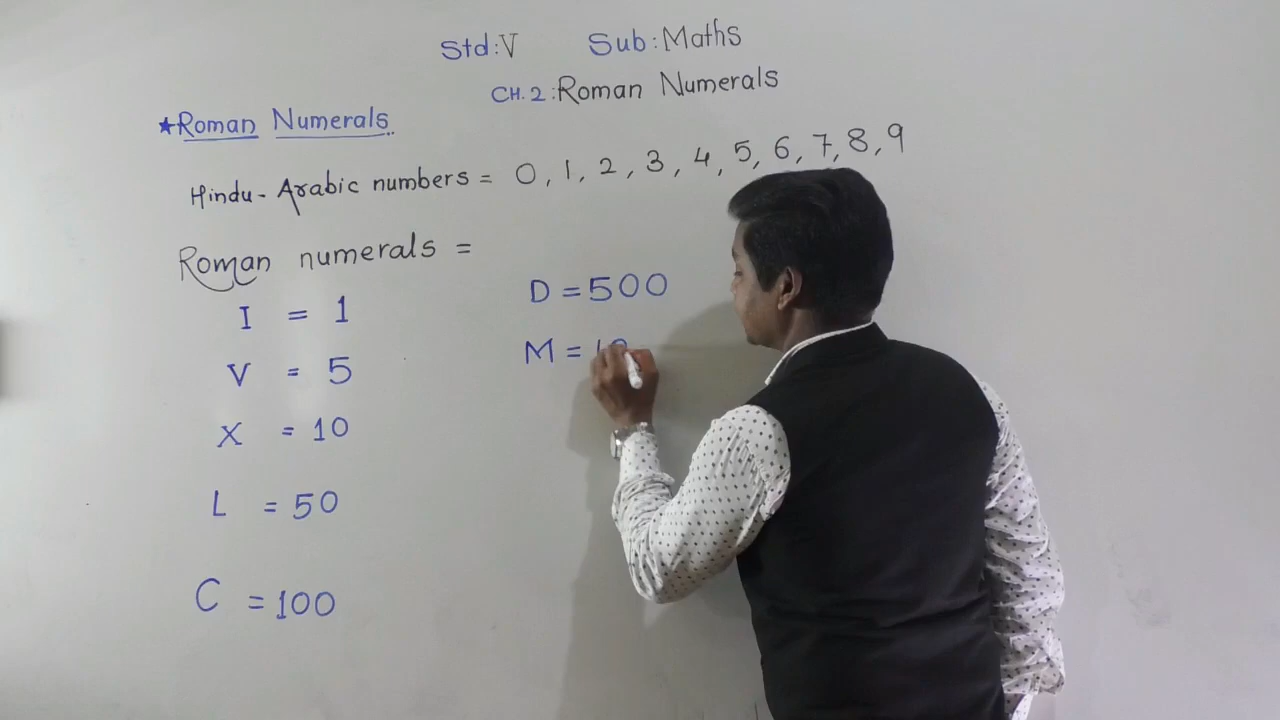 Std:V Sub:Maths
CH.2:Roman Numerals
★Roman Numerals
Hindu-Arabic numbers = 0, 1, 2, 3, 4, 5, 6, 7, 8, 9
Roman numerals =
I = 1
V = 5
X = 10
L = 50
C = 100
D = 500
M = 10